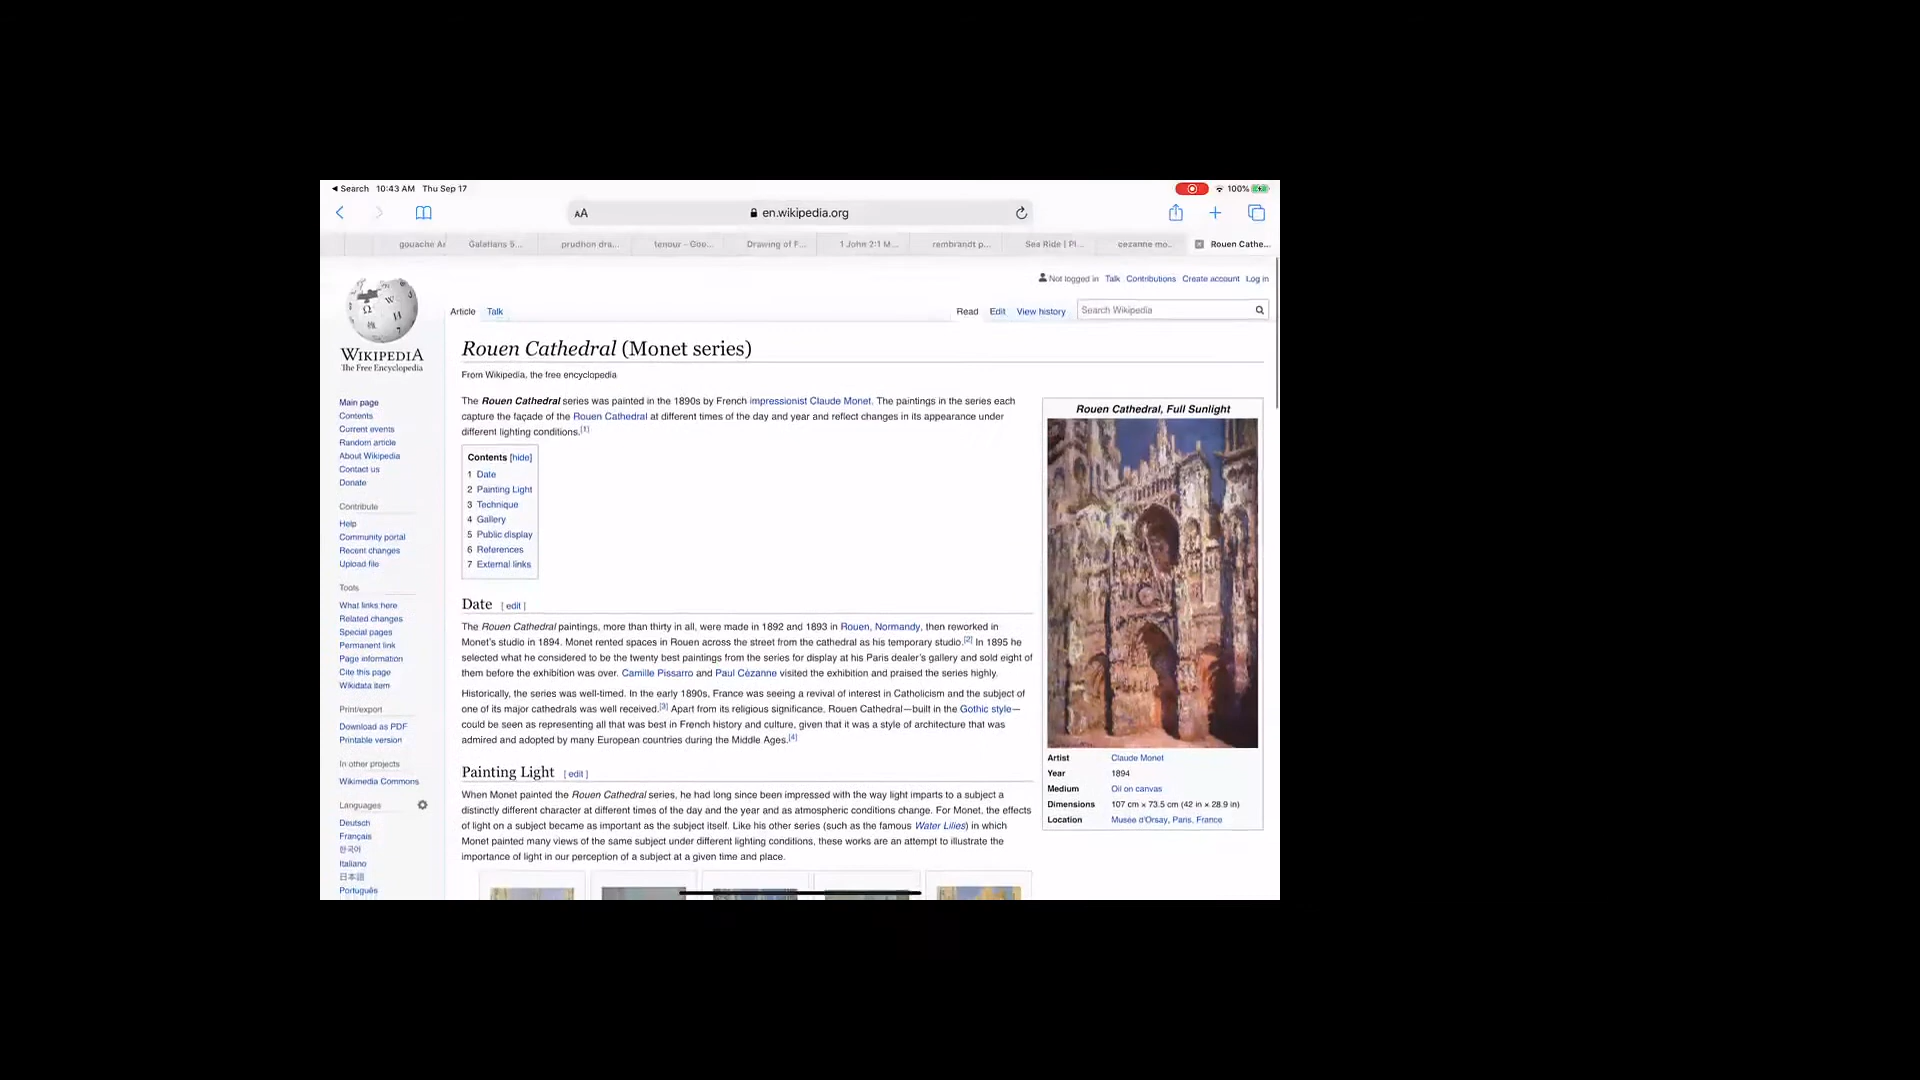 ◀ Search 10:43 AM Thu Sep 17
100%
AA en.wikipedia.org
gouache Ar Galatians 5... prudhon dra... tenour - Goo... Drawing of F... 1 John 2:1 M... rembrandt p... Sea Ride | Pl... cezanne mo... Rouen Cathe...
Not logged in Talk Contributions Create account Log in
Article Talk
Read Edit View history Search Wikipedia
WIKIPEDIA
The Free Encyclopedia
Main page
Contents
Current events
Random article
About Wikipedia
Contact us
Donate
Contribute
Help
Community portal
Recent changes
Upload file
Tools
What links here
Related changes
Special pages
Permanent link
Page information
Cite this page
Wikidata item
Print/export
Download as PDF
Printable version
In other projects
Wikimedia Commons
Languages
Deutsch
Français
한국어
Italiano
日本語
Português
Rouen Cathedral (Monet series)
From Wikipedia, the free encyclopedia
The Rouen Cathedral series was painted in the 1890s by French impressionist Claude Monet. The paintings in the series each
capture the façade of the Rouen Cathedral at different times of the day and year and reflect changes in its appearance under
different lighting conditions.[1]
Contents [hide]
1 Date
2 Painting Light
3 Technique
4 Gallery
5 Public display
6 References
7 External links
Date [ edit ]
The Rouen Cathedral paintings, more than thirty in all, were made in 1892 and 1893 in Rouen, Normandy, then reworked in
Monet's studio in 1894. Monet rented spaces in Rouen across the street from the cathedral as his temporary studio.[2] In 1895 he
selected what he considered to be the twenty best paintings from the series for display at his Paris dealer's gallery and sold eight of
them before the exhibition was over. Camille Pissarro and Paul Cézanne visited the exhibition and praised the series highly.
Historically, the series was well-timed. In the early 1890s, France was seeing a revival of interest in Catholicism and the subject of
one of its major cathedrals was well received.[3] Apart from its religious significance, Rouen Cathedral—built in the Gothic style—
could be seen as representing all that was best in French history and culture, given that it was a style of architecture that was
admired and adopted by many European countries during the Middle Ages.[4]
Painting Light [ edit ]
When Monet painted the Rouen Cathedral series, he had long since been impressed with the way light imparts to a subject a
distinctly different character at different times of the day and the year and as atmospheric conditions change. For Monet, the effects
of light on a subject became as important as the subject itself. Like his other series (such as the famous Water Lilies) in which
Monet painted many views of the same subject under different lighting conditions, these works are an attempt to illustrate the
importance of light in our perception of a subject at a given time and place.
Rouen Cathedral, Full Sunlight
Artist Claude Monet
Year 1894
Medium Oil on canvas
Dimensions 107 cm × 73.5 cm (42 in × 28.9 in)
Location Musée d'Orsay, Paris, France